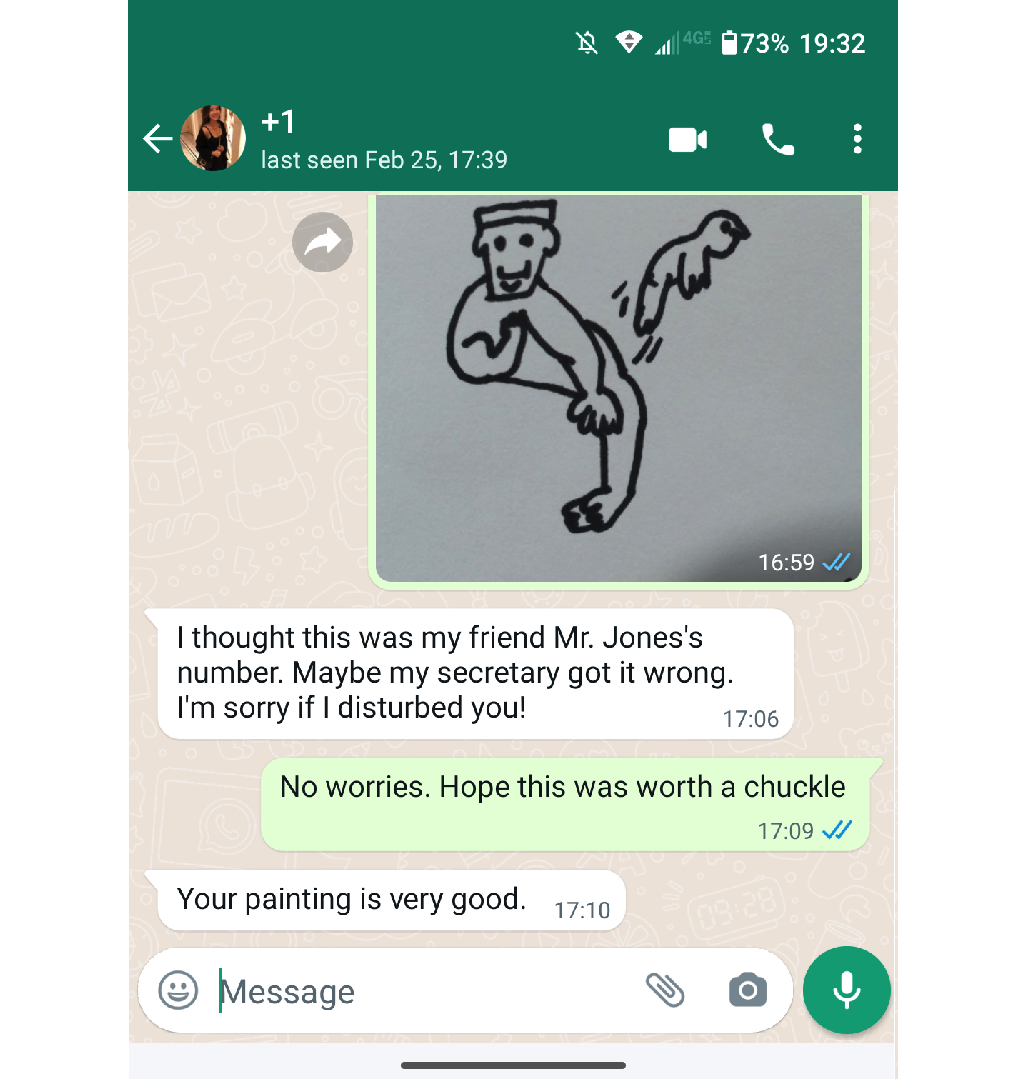 4G 73% 19:32
+1
last seen Feb 25, 17:39
16:59
I thought this was my friend Mr. Jones's
number. Maybe my secretary got it wrong.
I'm sorry if I disturbed you!
17:06
No worries. Hope this was worth a chuckle
17:09
Your painting is very good.
17:10
Message